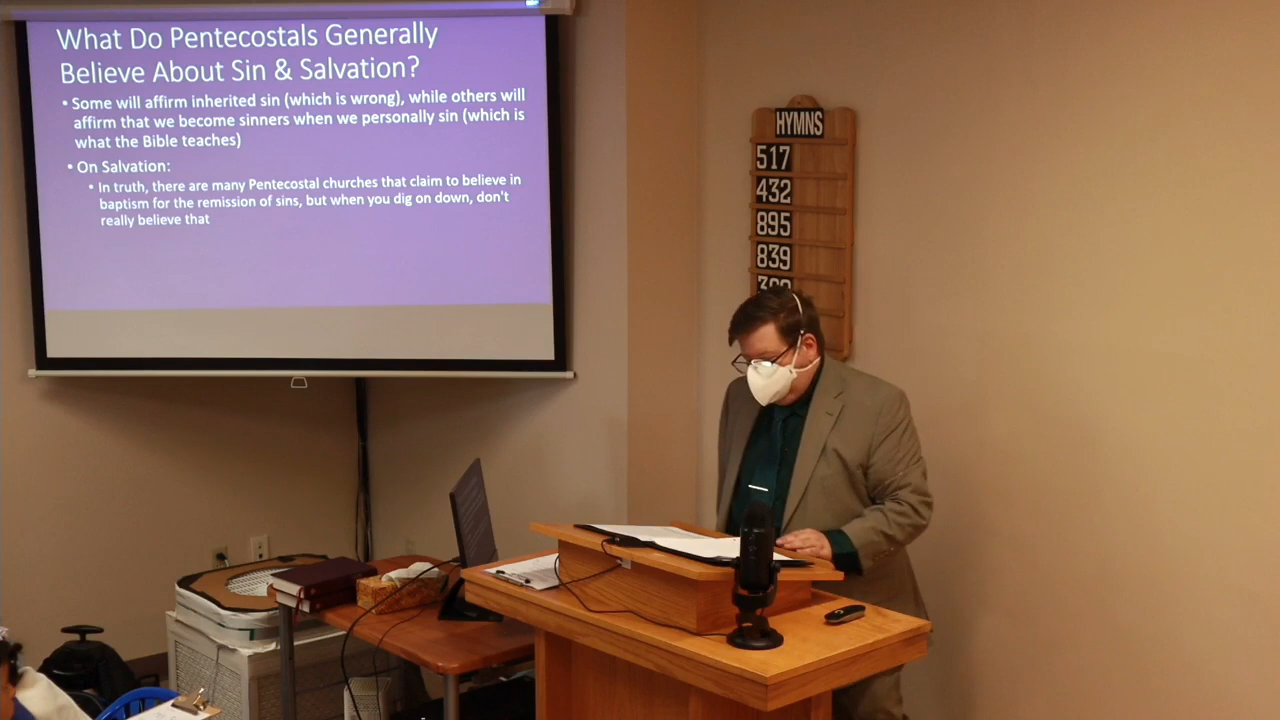 What Do Pentecostals Generally
Believe About Sin & Salvation?
• Some will affirm inherited sin (which is wrong), while others will
affirm that we become sinners when we personally sin (which is
what the Bible teaches)
• On Salvation:
• In truth, there are many Pentecostal churches that claim to believe in
baptism for the remission of sins, but when you dig on down, don't
really believe that
HYMNS
517
432
895
839